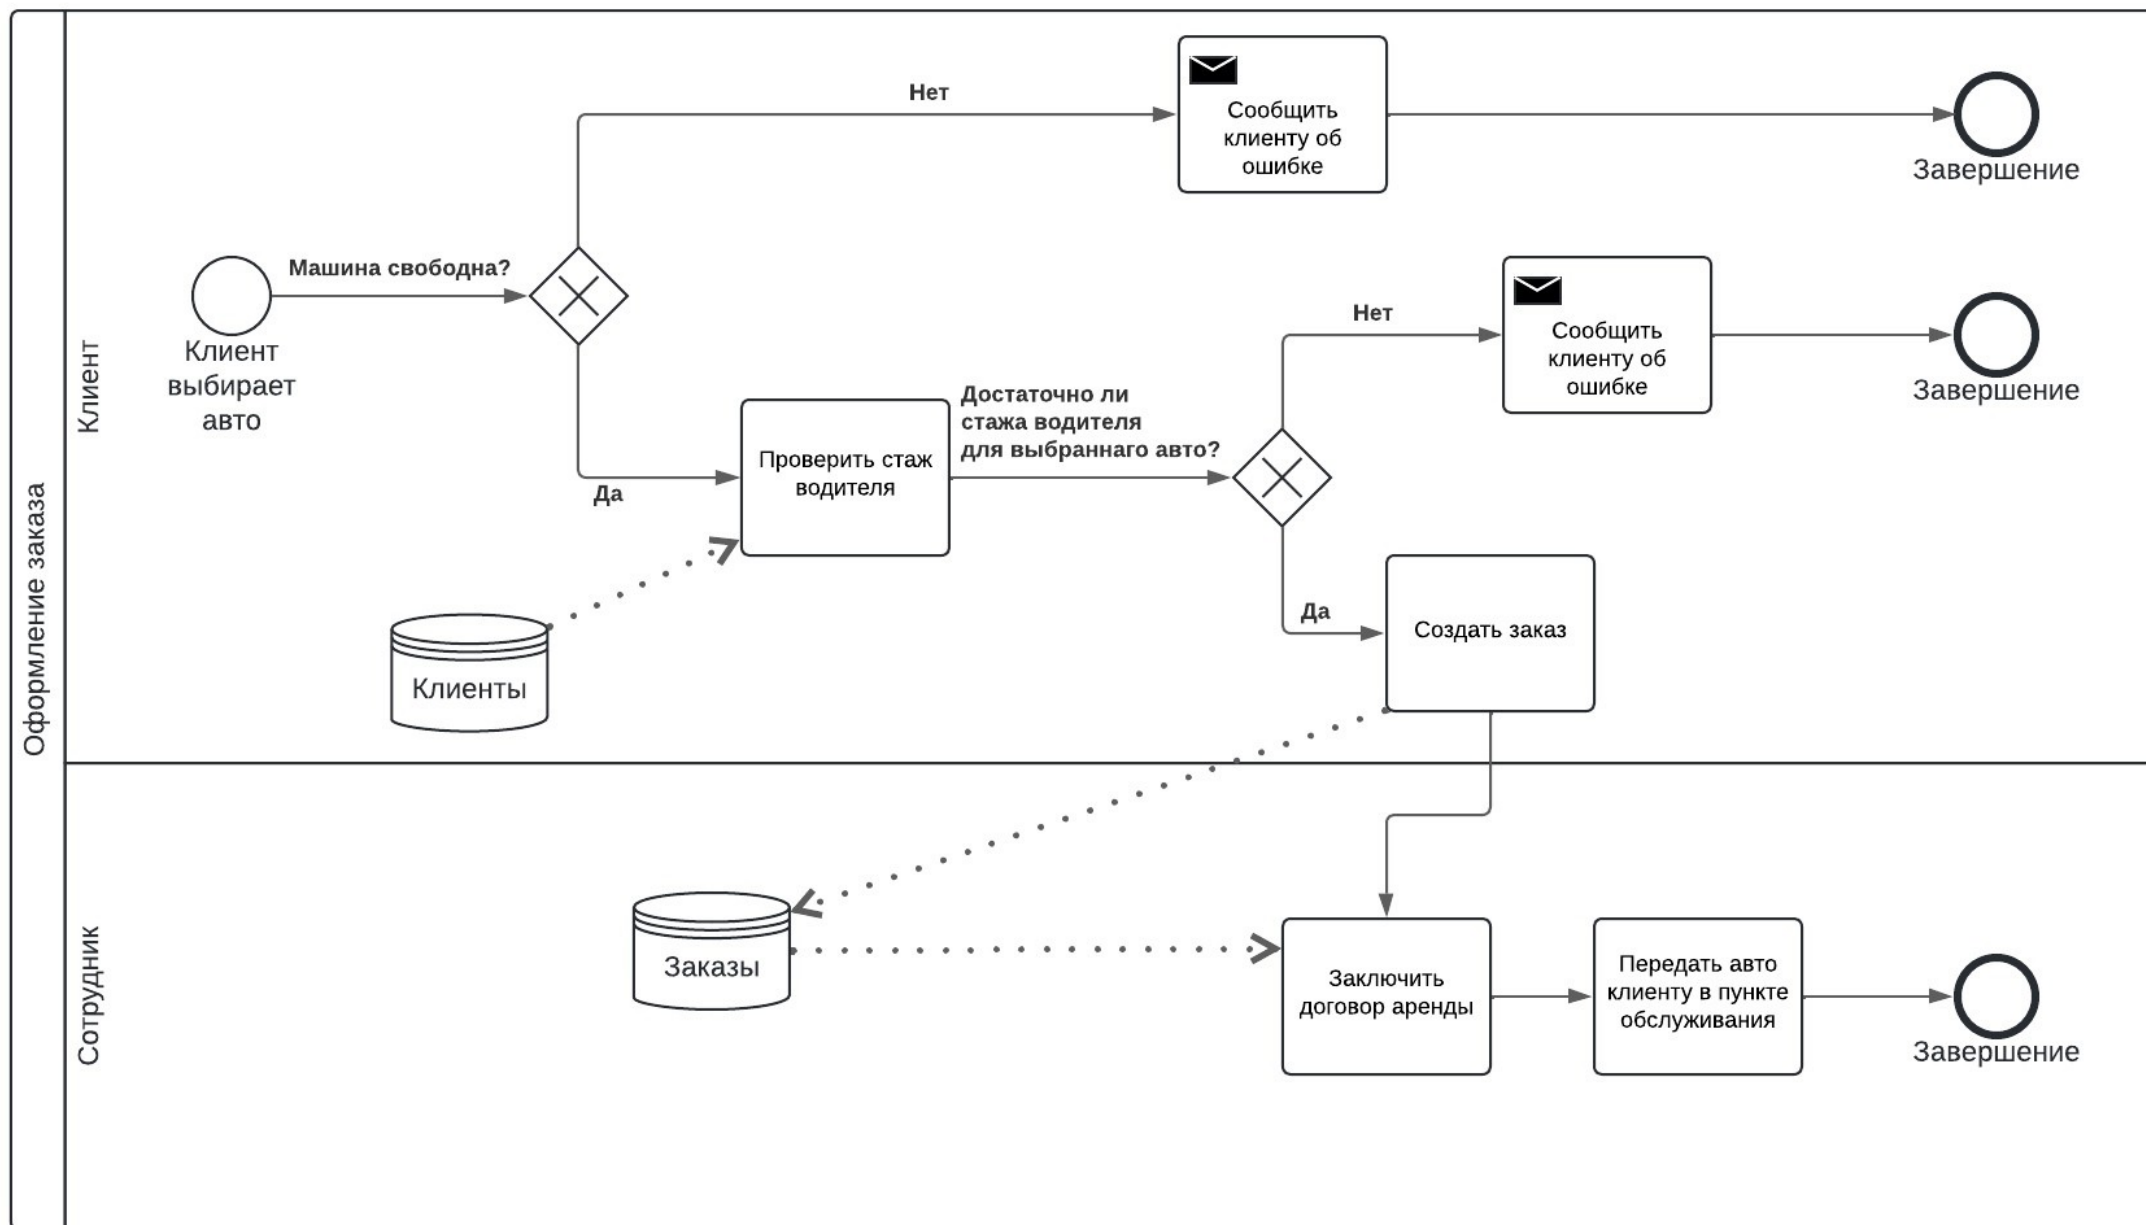 Оформление заказа
Клиент
Нет
Сообщить
клиенту об
ошибке
Завершение
Машина свободна?
Клиент
выбирает
авто
Нет
Сообщить
клиенту об
ошибке
Завершение
Достаточно ли
стажа водителя
для выбраннаго авто?
Проверить стаж
водителя
Да
Да
Создать заказ
Клиенты
Сотрудник
Заказы
Заключить
договор аренды
Передать авто
клиенту в пункте
обслуживания
Завершение